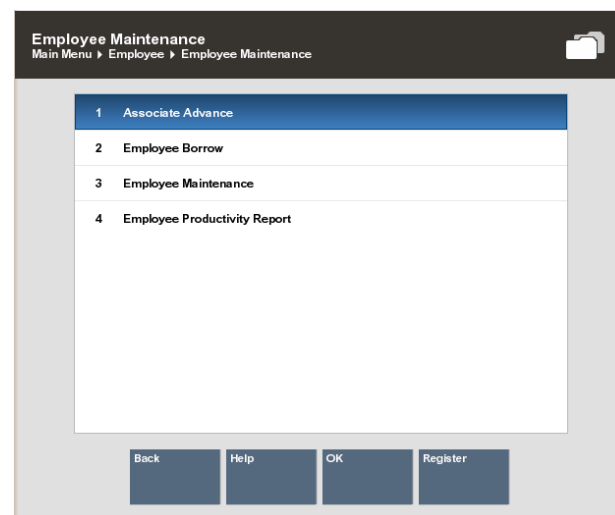 Employee Maintenance
Main Menu ▸ Employee ▸ Employee Maintenance
1 Associate Advance
2 Employee Borrow
3 Employee Maintenance
4 Employee Productivity Report
Back Help OK Register